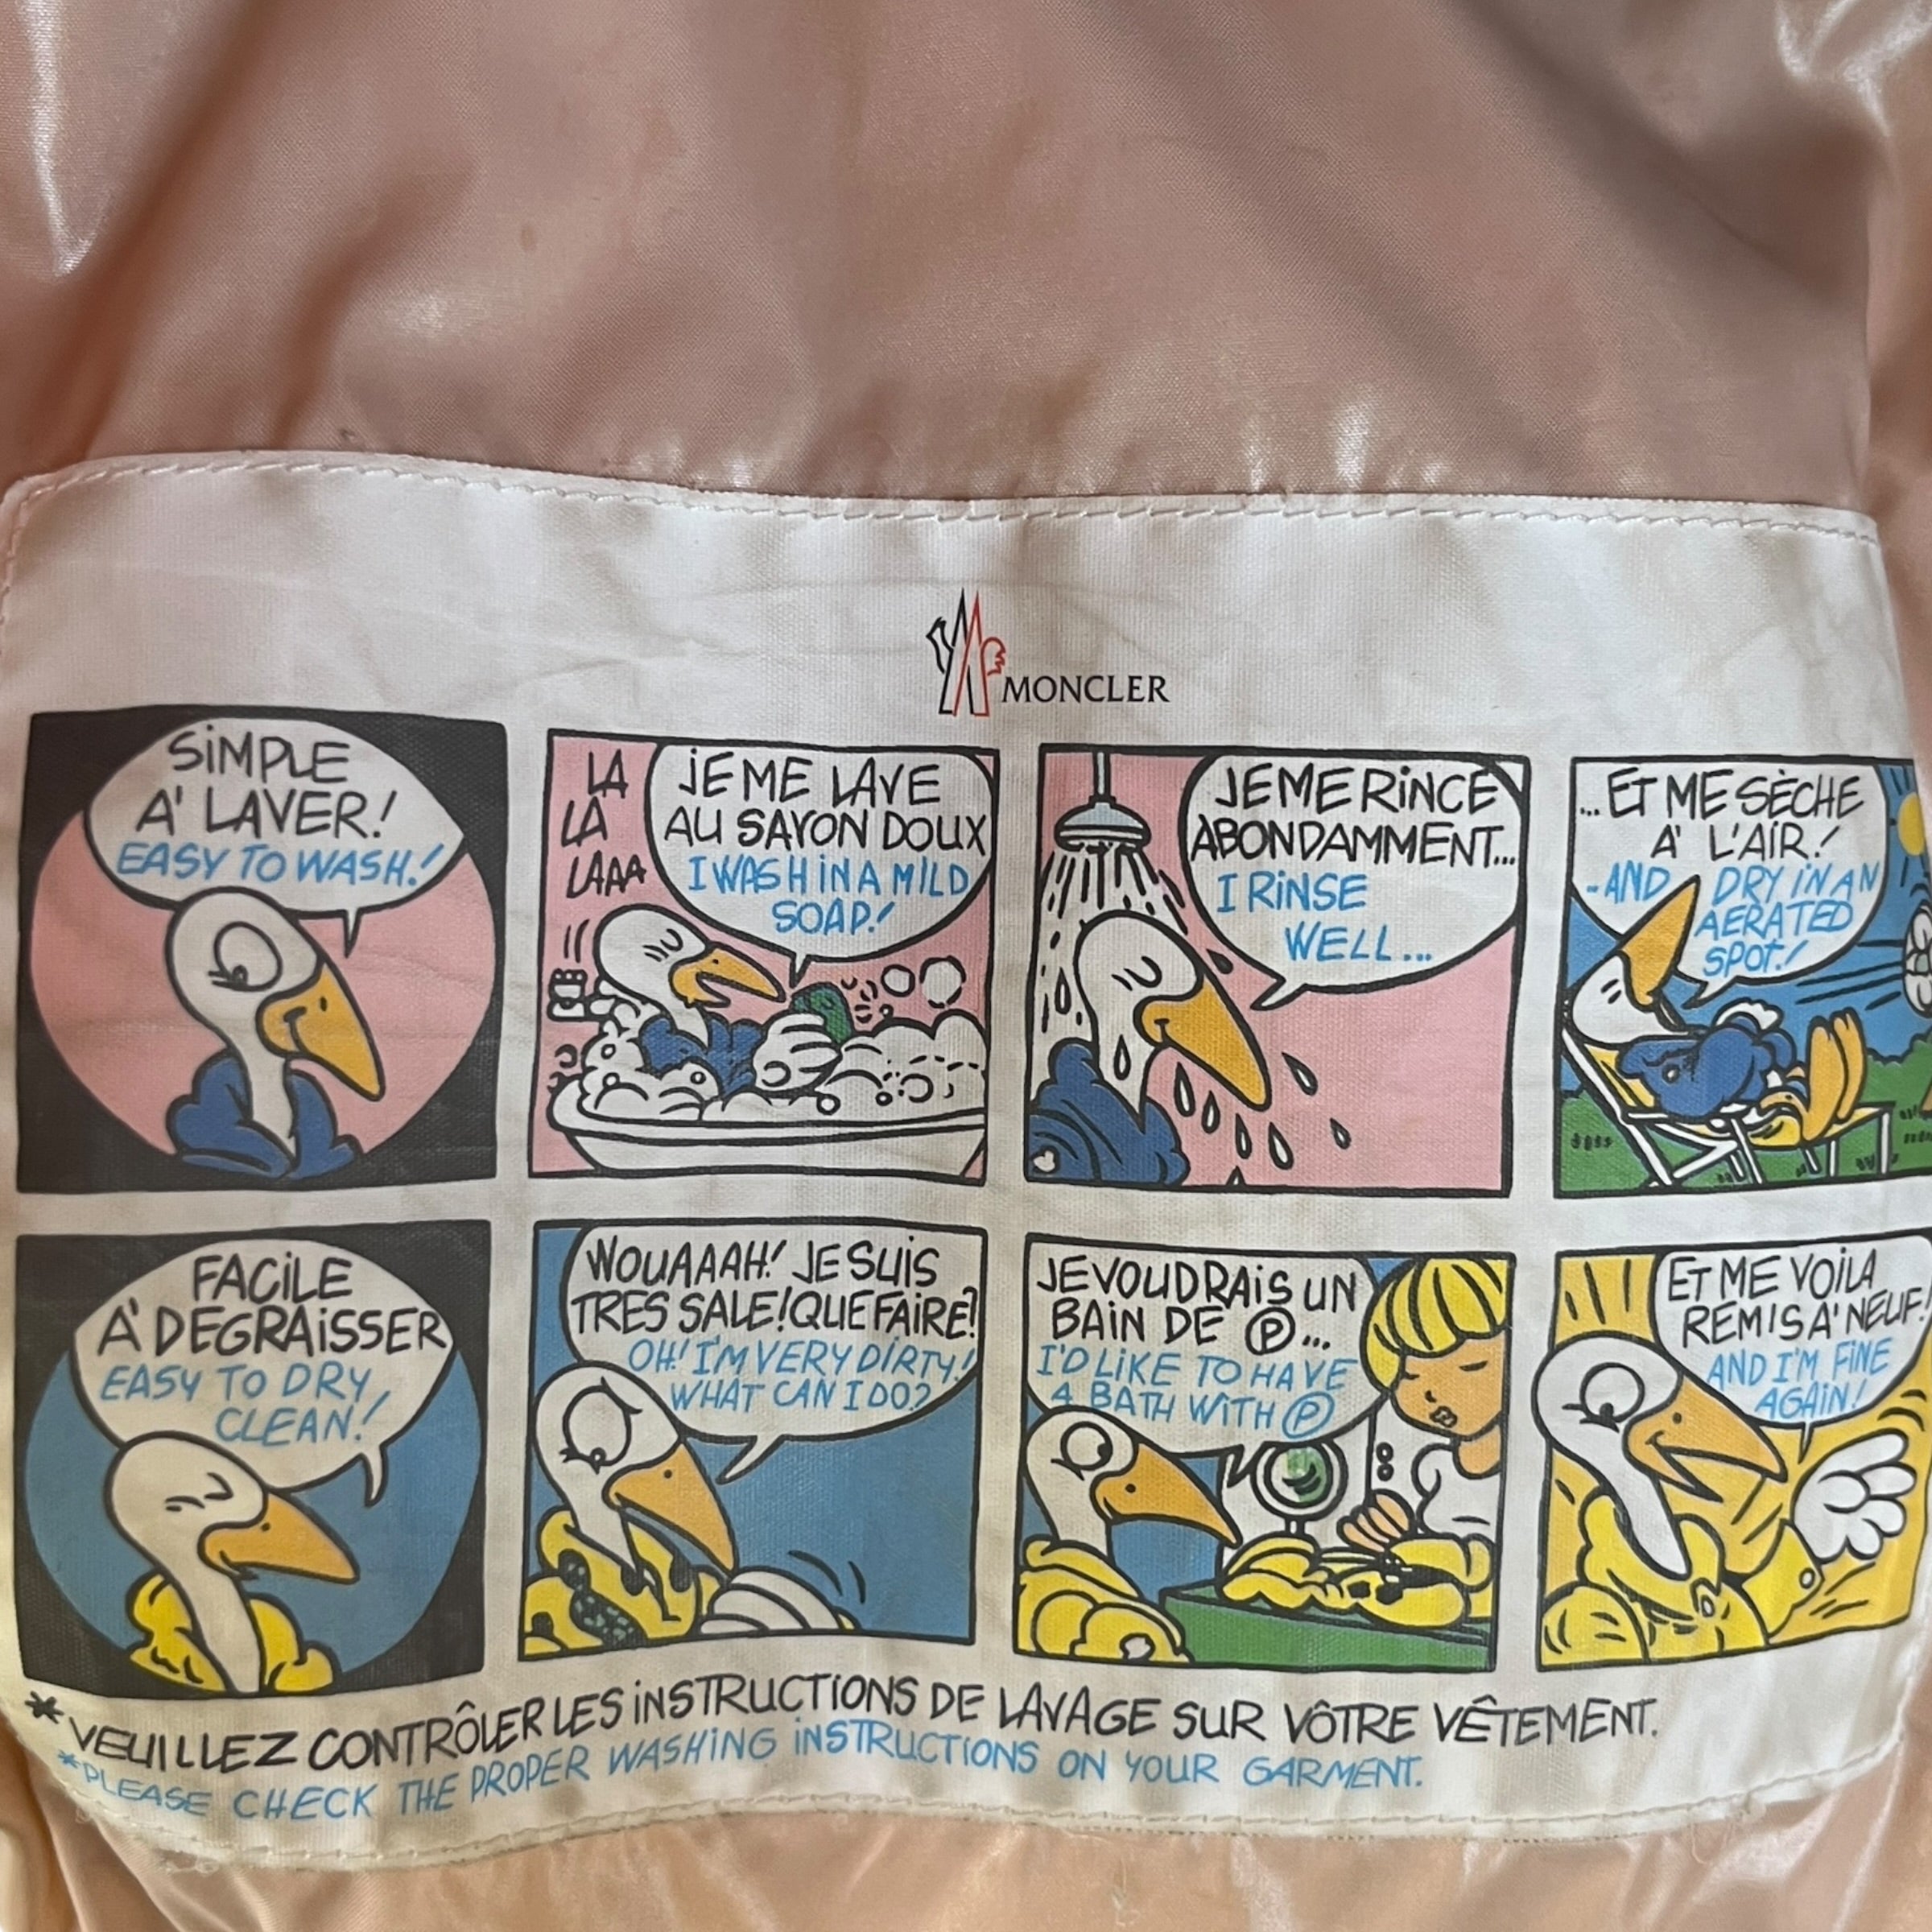 MONCLER
SIMPLE
A' LAVER!
EASY TO WASH!
LA
LA
LAAA
JE ME LAVE
AU SAVON DOUX
I WASH IN A MILD
SOAP!
JE ME RINCE
ABONDAMMENT...
I RINSE
WELL...
...ET ME SÈCHE
A' L'AIR!
-AND DRY IN AN
AERATED
SPOT!
FACILE
A' DEGRAISSER
EASY TO DRY
CLEAN!
WOUAAAH! JE SUIS
TRES SALE! QUE FAIRE?
OH! I'M VERY DIRTY!
WHAT CAN I DO?
JE VOUDRAIS UN
BAIN DE Ⓟ...
I'D LIKE TO HAVE
A BATH WITH Ⓟ
ET ME VOILA
REMIS A' NEUF!
AND I'M FINE
AGAIN!
*VEUILLEZ CONTRÔLER LES INSTRUCTIONS DE LAVAGE SUR VÔTRE VÊTEMENT.
*PLEASE CHECK THE PROPER WASHING INSTRUCTIONS ON YOUR GARMENT.